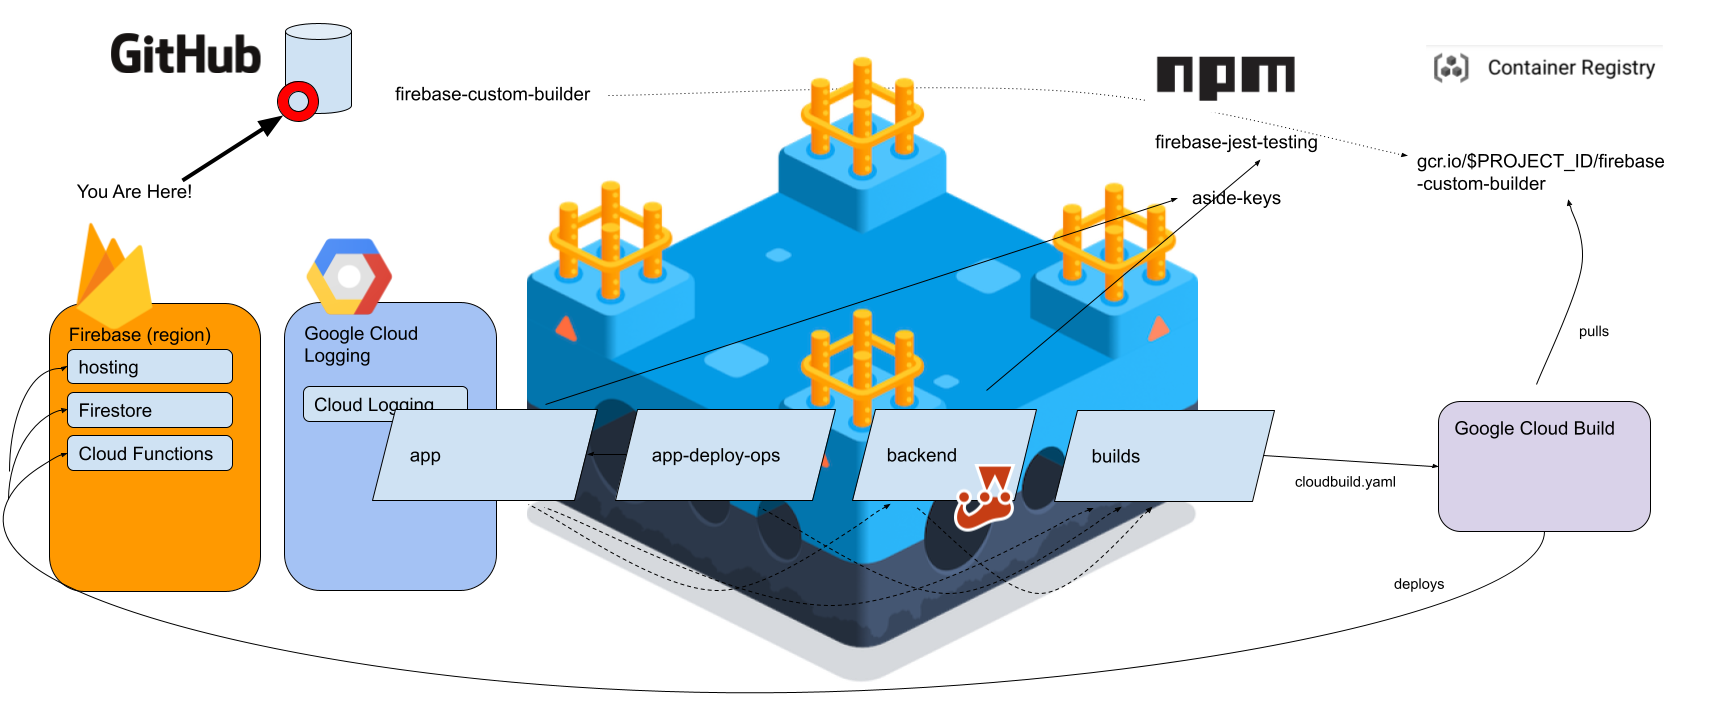 GitHub
firebase-custom-builder
npm
Container Registry
firebase-jest-testing
gcr.io/$PROJECT_ID/firebase
-custom-builder
You Are Here!
aside-keys
Firebase (region)
hosting
Firestore
Cloud Functions
Google Cloud
Logging
Cloud Logging
pulls
app
app-deploy-ops
backend
builds
cloudbuild.yaml
Google Cloud Build
deploys